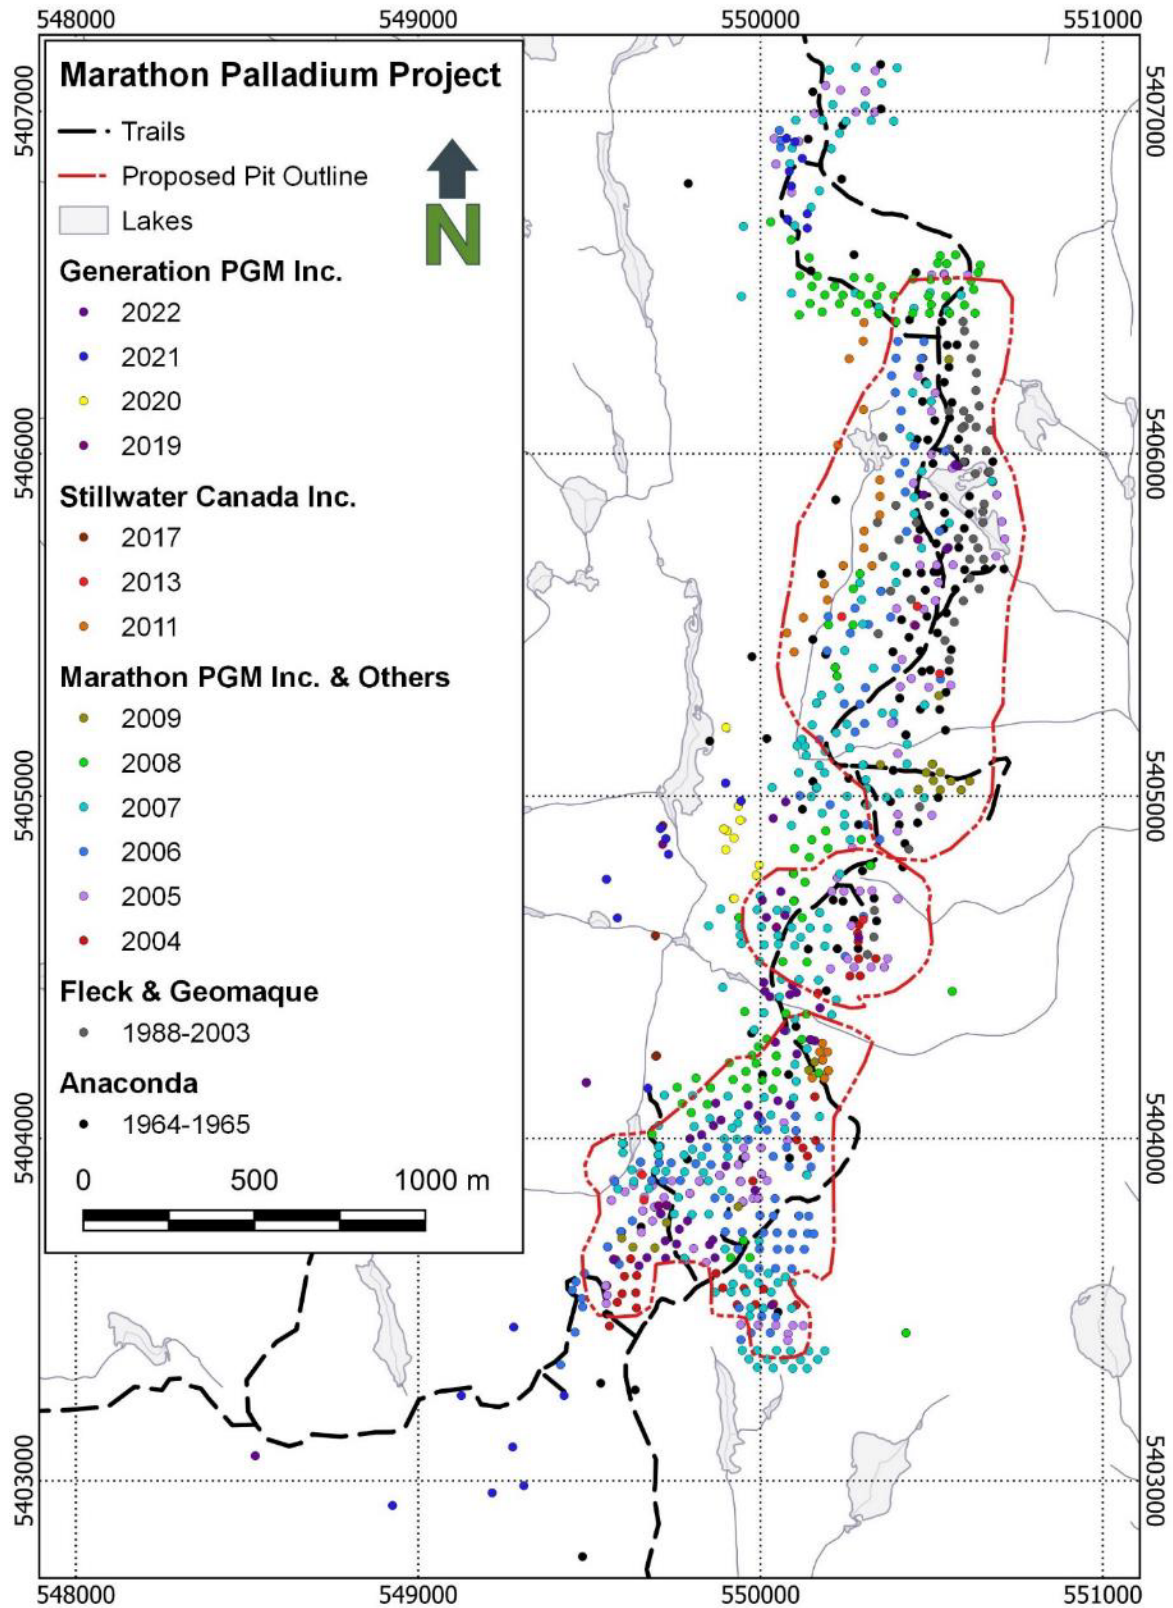 548000 549000 550000 551000
Marathon Palladium Project
Trails
Proposed Pit Outline
Lakes
N
Generation PGM Inc.
2022
2021
2020
2019
Stillwater Canada Inc.
2017
2013
2011
Marathon PGM Inc. & Others
2009
2008
2007
2006
2005
2004
Fleck & Geomaque
1988-2003
Anaconda
1964-1965
0 500 1000 m
5407000
5406000
5405000
5404000
5403000
5407000
5406000
5405000
5404000
5403000
548000 549000 550000 551000